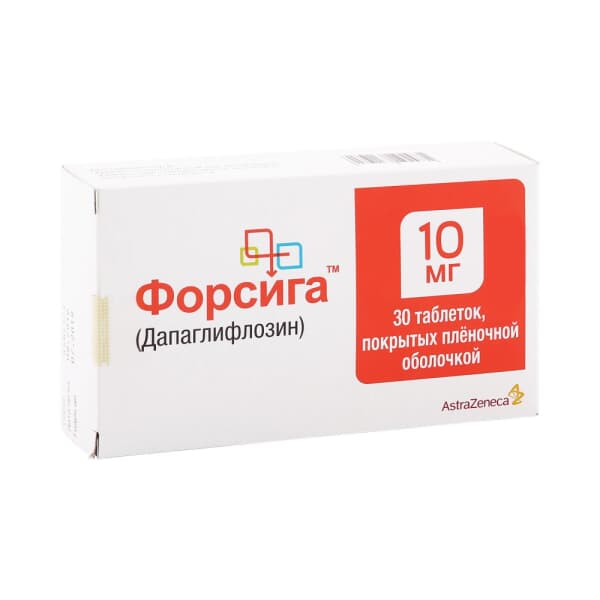 Форсига™
(Дапаглифлозин)
10
мг
30 таблеток,
покрытых плёночной
оболочкой
AstraZeneca